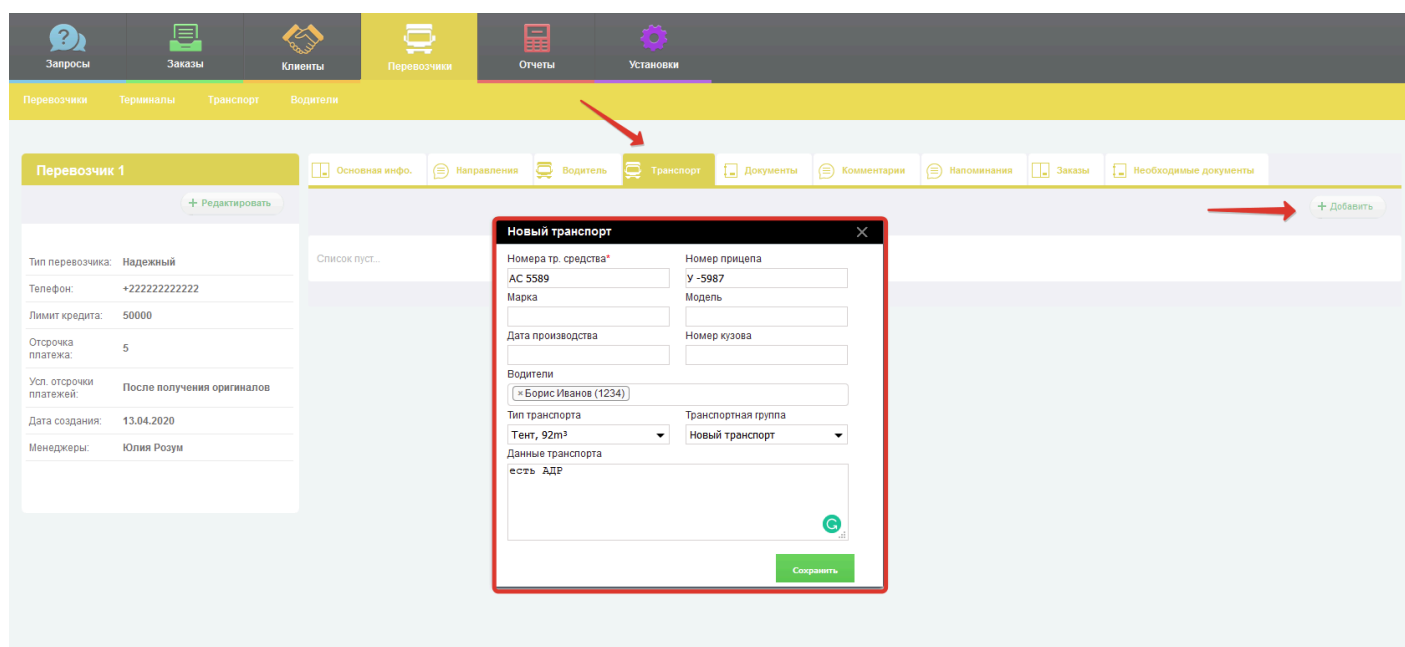 Запросы
Заказы
Клиенты
Перевозчики
Отчеты
Установки
Перевозчики
Терминалы
Транспорт
Водители
Перевозчик 1
+ Редактировать
Тип перевозчика: Надежный
Телефон: +222222222222
Лимит кредита: 50000
Отсрочка
платежа: 5
Усл. отсрочки
платежей: После получения оригиналов
Дата создания: 13.04.2020
Менеджеры: Юлия Розум
Основная инфо.
Направления
Водитель
Транспорт
Документы
Комментарии
Напоминания
Заказы
Необходимые документы
+ Добавить
Список пуст...
Новый транспорт
Номера тр. средства* Номер прицепа
АС 5589 У -5987
Марка Модель
Дата производства Номер кузова
Водители
× Борис Иванов (1234)
Тип транспорта Транспортная группа
Тент, 92m³ Новый транспорт
Данные транспорта
есть АДР
Сохранить